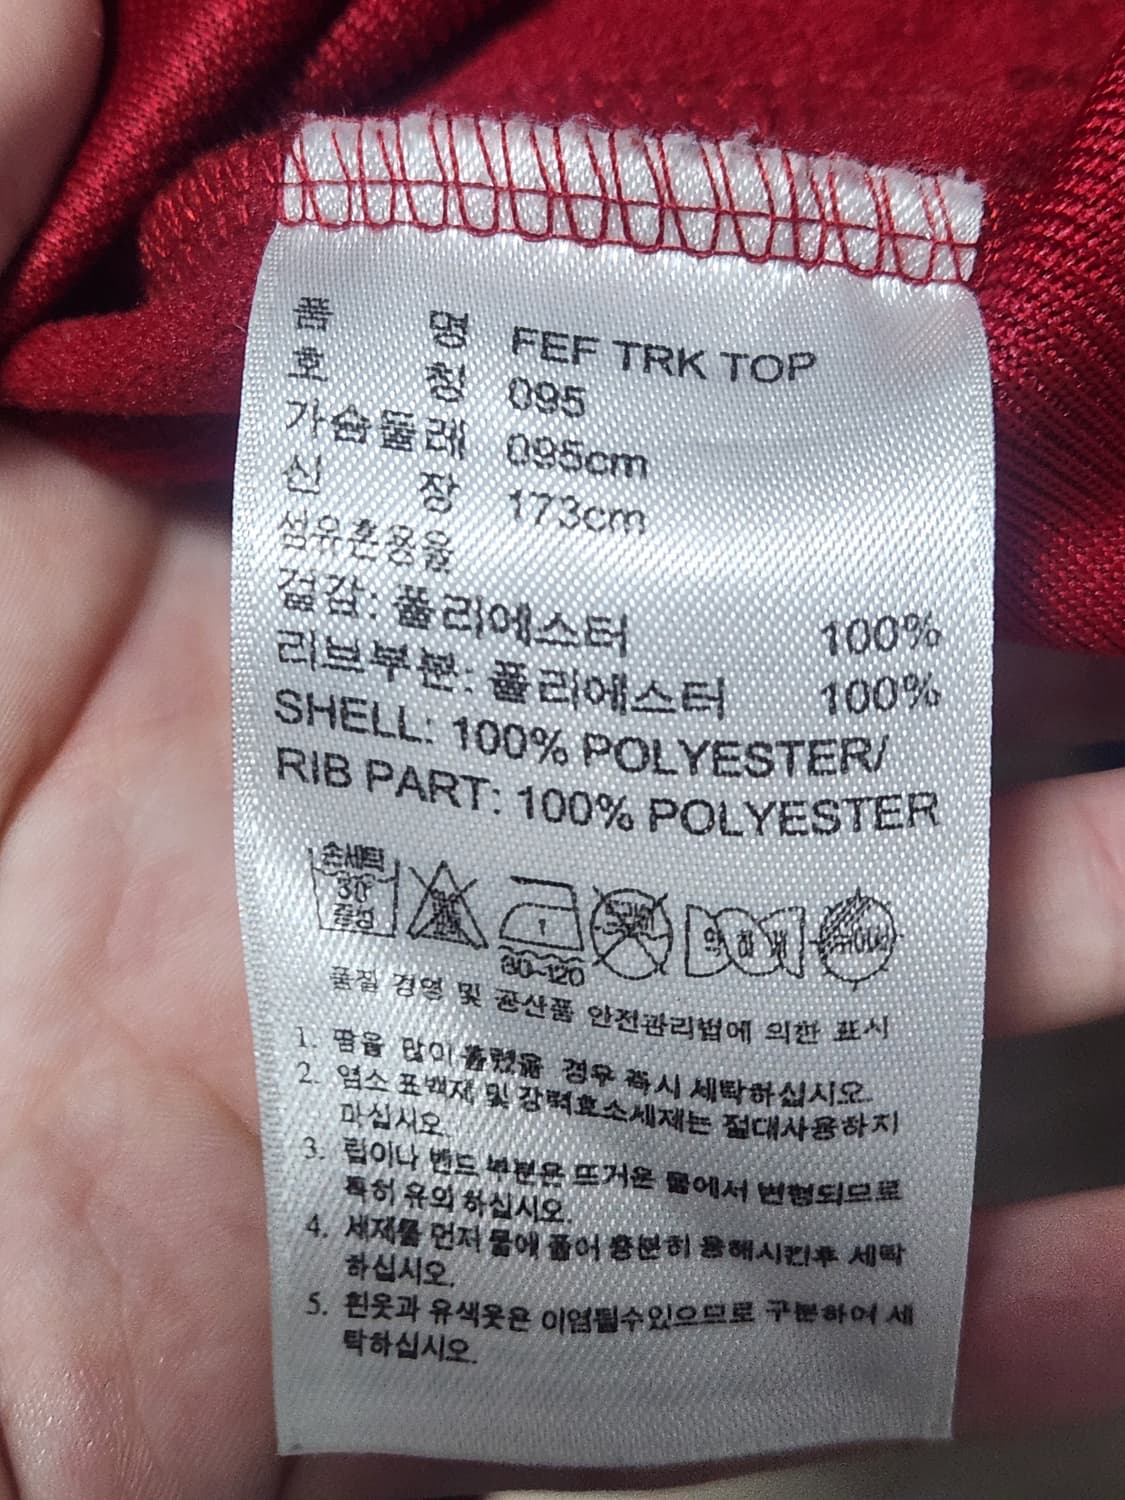 품 명 FEF TRK TOP
호 칭 095
가슴둘레 095cm
신 장 173cm
섬유혼용율
겉감: 폴리에스터 100%
리브부분: 폴리에스터 100%
SHELL: 100% POLYESTER/
RIB PART: 100% POLYESTER
손세탁
30
중성
1
80~120
약하게
품질 경영 및 공산품 안전관리법에 의한 표시
1. 땀을 많이 흘렸을 경우 즉시 세탁하십시오.
2. 염소 표백제 및 강력효소세제는 절대사용하지
마십시오.
3. 립이나 밴드 부분은 뜨거운 물에서 변형되므로
특히 유의 하십시오.
4. 세제를 먼저 물에 풀어 충분히 용해시킨후 세탁
하십시오.
5. 흰옷과 유색옷은 이염될수있으므로 구분하여 세
탁하십시오.